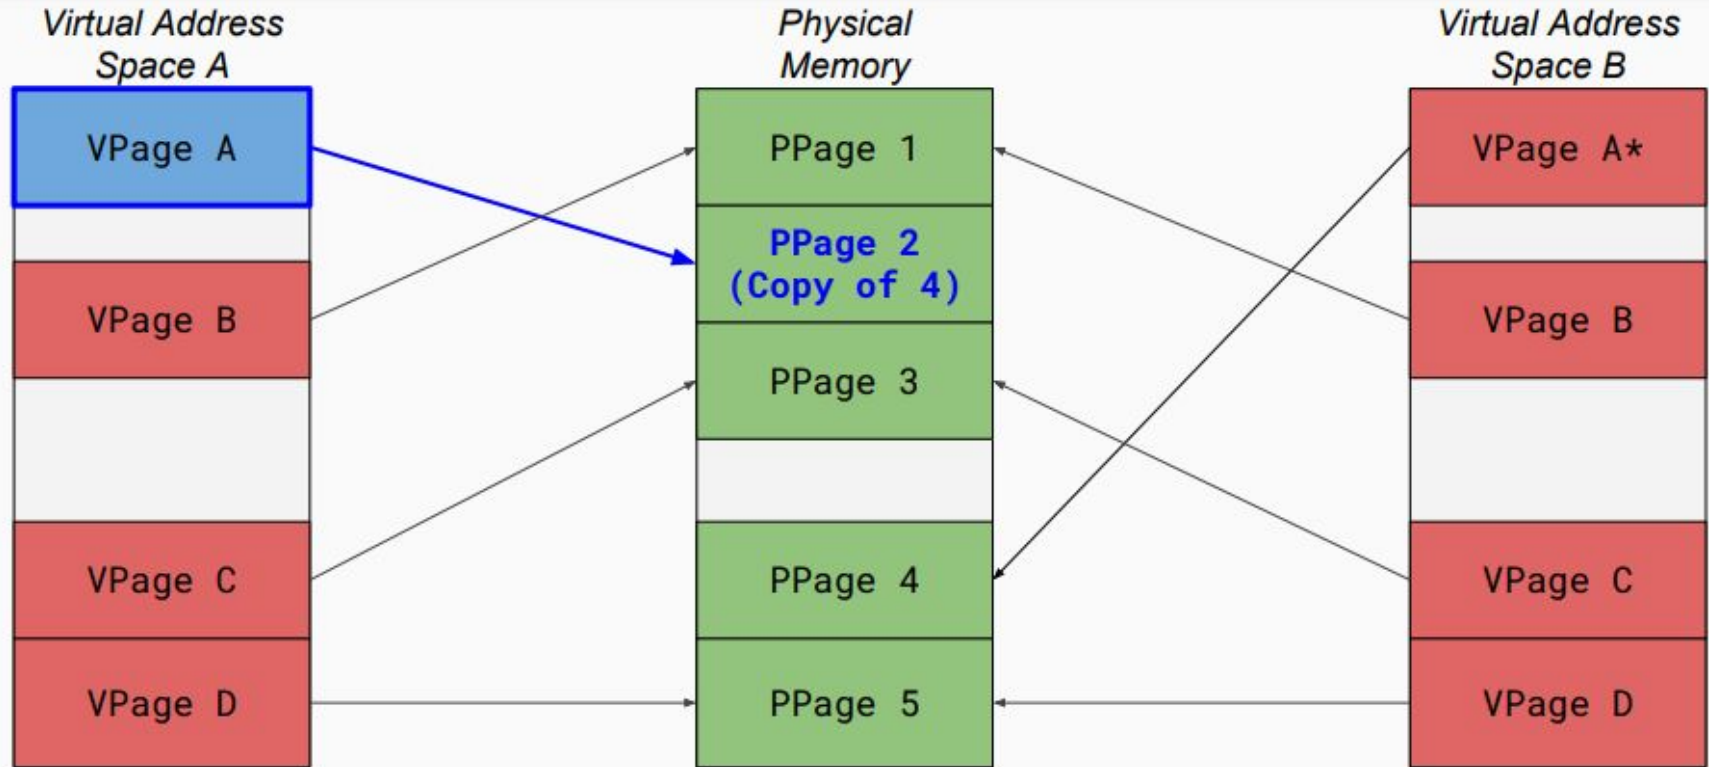 Virtual Address
Space A
VPage A
VPage B
VPage C
VPage D
Physical
Memory
PPage 1
PPage 2
(Copy of 4)
PPage 3
PPage 4
PPage 5
Virtual Address
Space B
VPage A*
VPage B
VPage C
VPage D